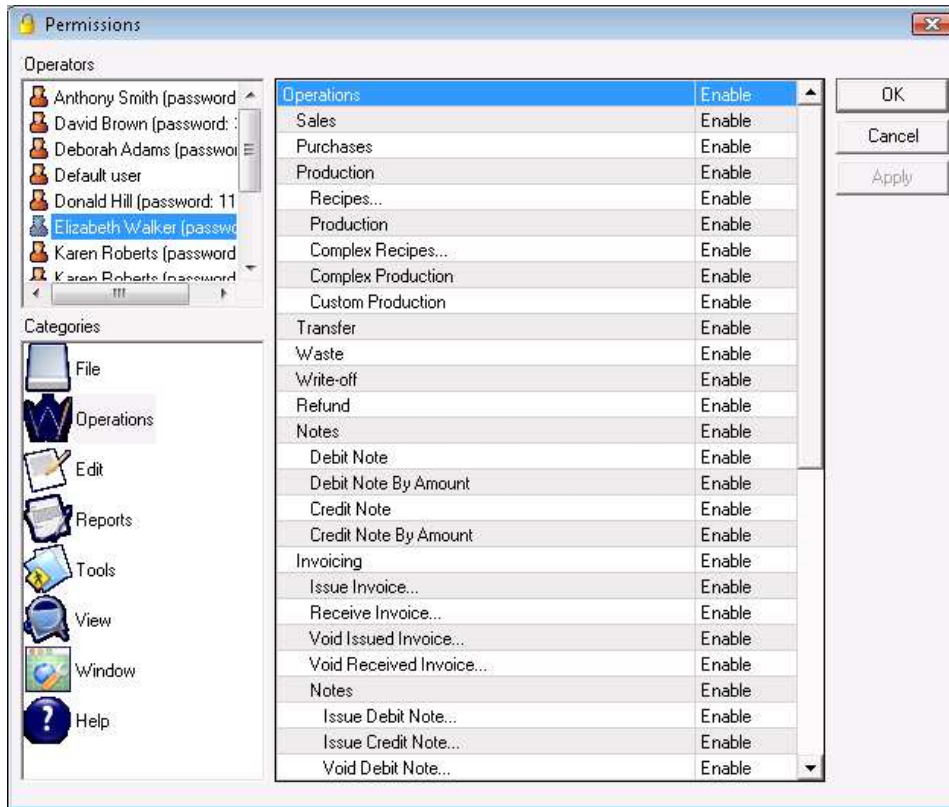 Permissions
Operators
Anthony Smith (password
David Brown (password:
Deborah Adams (passwor
Default user
Donald Hill (password: 11
Elizabeth Walker (passwo
Karen Roberts (password
Karen Roberts (password
Categories
File
Operations
Edit
Reports
Tools
View
Window
Help
Operations Enable
Sales Enable
Purchases Enable
Production Enable
Recipes... Enable
Production Enable
Complex Recipes... Enable
Complex Production Enable
Custom Production Enable
Transfer Enable
Waste Enable
Write-off Enable
Refund Enable
Notes Enable
Debit Note Enable
Debit Note By Amount Enable
Credit Note Enable
Credit Note By Amount Enable
Invoicing Enable
Issue Invoice... Enable
Receive Invoice... Enable
Void Issued Invoice... Enable
Void Received Invoice... Enable
Notes Enable
Issue Debit Note... Enable
Issue Credit Note... Enable
Void Debit Note... Enable
OK
Cancel
Apply